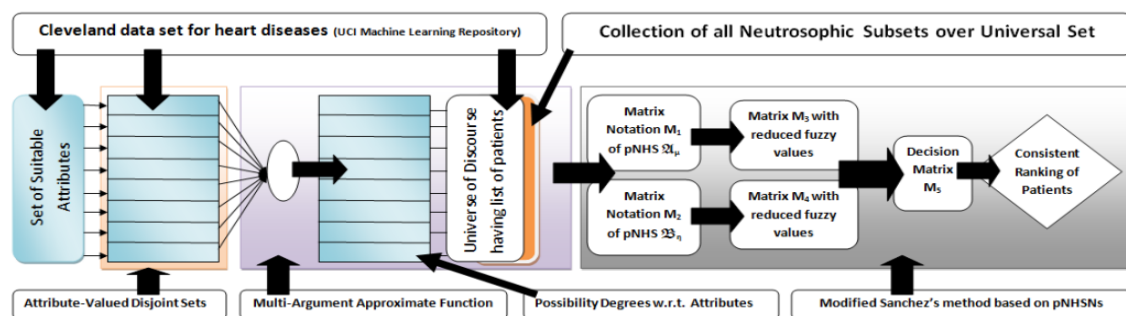 Cleveland data set for heart diseases (UCI Machine Learning Repository)
Collection of all Neutrosophic Subsets over Universal Set
Set of Suitable
Attributes
Universe of Discourse
having list of patients
Matrix
Notation M₁
of pNHS 𝔄μ
Matrix M₃ with
reduced fuzzy
values
Matrix
Notation M₂
of pNHS 𝔅η
Matrix M₄ with
reduced fuzzy
values
Decision
Matrix
M₅
Consistent
Ranking of
Patients
Attribute-Valued Disjoint Sets
Multi-Argument Approximate Function
Possibility Degrees w.r.t. Attributes
Modified Sanchez's method based on pNHSNs